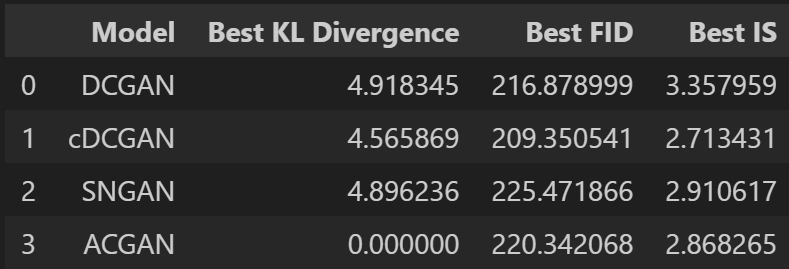 Model Best KL Divergence Best FID Best IS
0 DCGAN 4.918345 216.878999 3.357959
1 cDCGAN 4.565869 209.350541 2.713431
2 SNGAN 4.896236 225.471866 2.910617
3 ACGAN 0.000000 220.342068 2.868265